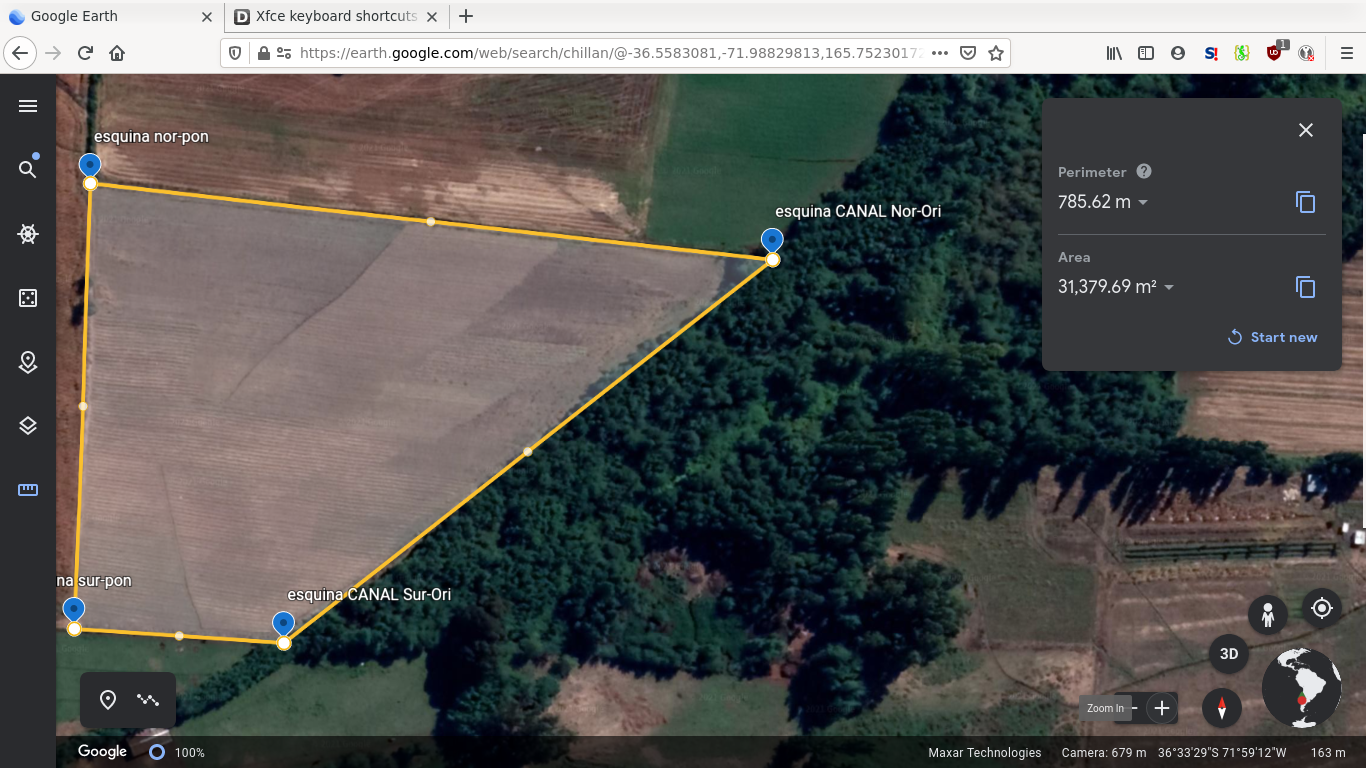 Google Earth
Xfce keyboard shortcuts
https://earth.google.com/web/search/chillan/@-36.5583081,-71.98829813,165.75230172
1
esquina nor-pon
esquina CANAL Nor-Ori
Perimeter
785.62 m
Area
31,379.69 m²
Start new
na sur-pon
esquina CANAL Sur-Ori
3D
Zoom In
Google
100%
Maxar Technologies
Camera: 679 m
36°33'29"S 71°59'12"W
163 m